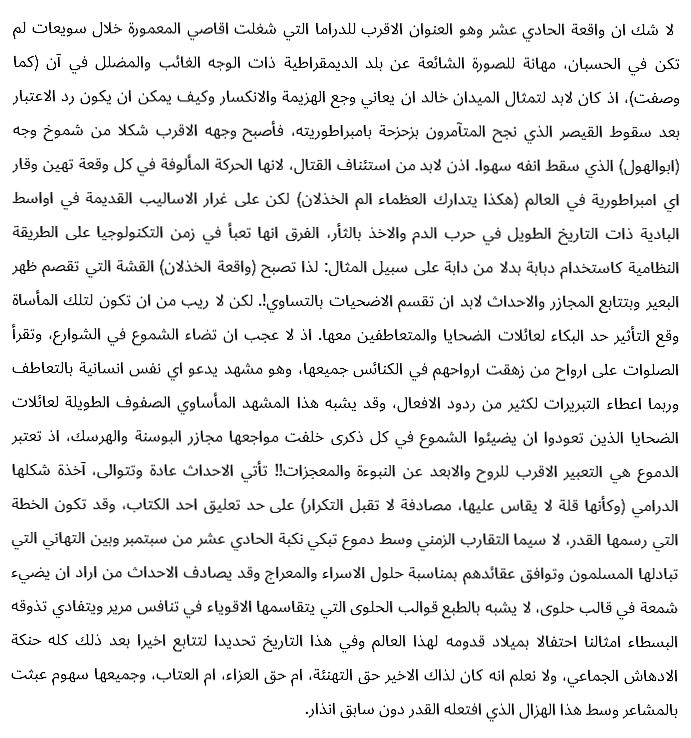 لا شك ان واقعة الحادي عشر وهو العنوان الاقرب للدراما التي شغلت اقاصي المعمورة خلال سويعات لم
تكن في الحسبان، مهانة للصورة الشائعة عن بلد الديمقراطية ذات الوجه الغائب والمضلل في آن (كما
وصفت)، اذ كان لابد لتمثال الميدان خالد ان يعاني وجع الهزيمة والانكسار وكيف يمكن ان يكون رد الاعتبار
بعد سقوط القيصر الذي نجح المتآمرون بزحزحة بامبراطوريته، فأصبح وجهه الاقرب شكلا من شموخ وجه
(ابوالهول) الذي سقط انفه سهوا. اذن لابد من استئناف القتال، لانها الحركة المألوفة في كل وقعة تهين وقار
اي امبراطورية في العالم (هكذا يتدارك العظماء الم الخذلان) لكن على غرار الاساليب القديمة في اواسط
البادية ذات التاريخ الطويل في حرب الدم والاخذ بالثأر، الفرق انها تعبأ في زمن التكنولوجيا على الطريقة
النظامية كاستخدام دبابة بدلا من دابة على سبيل المثال: لذا تصبح (واقعة الخذلان) القشة التي تقصم ظهر
البعير وبتتابع المجازر والاحداث لابد ان تقسم الاضحيات بالتساوي!. لكن لا ريب من ان تكون لتلك المأساة
وقع التأثير حد البكاء لعائلات الضحايا والمتعاطفين معها. اذ لا عجب ان تضاء الشموع في الشوارع، وتقرأ
الصلوات على ارواح من زهقت ارواحهم في الكنائس جميعها، وهو مشهد يدعو اي نفس انسانية بالتعاطف
وربما اعطاء التبريرات لكثير من ردود الافعال، وقد يشبه هذا المشهد المأساوي الصفوف الطويلة لعائلات
الضحايا الذين تعودوا ان يضيئوا الشموع في كل ذكرى خلفت مواجعها مجازر البوسنة والهرسك، اذ تعتبر
الدموع هي التعبير الاقرب للروح والابعد عن النبوءة والمعجزات!! تأتي الاحداث عادة وتتوالى، آخذة شكلها
الدرامي (وكأنها قلة لا يقاس عليها، مصادفة لا تقبل التكرار) على حد تعليق احد الكتاب، وقد تكون الخطة
التي رسمها القدر، لا سيما التقارب الزمني وسط دموع تبكي نكبة الحادي عشر من سبتمبر وبين التهاني التي
تبادلها المسلمون وتوافق عقائدهم بمناسبة حلول الاسراء والمعراج وقد يصادف الاحداث من اراد ان يضيء
شمعة في قالب حلوى، لا يشبه بالطبع قوالب الحلوى التي يتقاسمها الاقوياء في تنافس مرير ويتفادي تذوقه
البسطاء امثالنا احتفالا بميلاد قدومه لهذا العالم وفي هذا التاريخ تحديدا لتتابع اخيرا بعد ذلك كله حنكة
الادهاش الجماعي، ولا نعلم انه كان لذاك الاخير حق التهنئة، ام حق العزاء، ام العتاب، وجميعها سهوم عبثت
بالمشاعر وسط هذا الهزال الذي افتعله القدر دون سابق انذار.